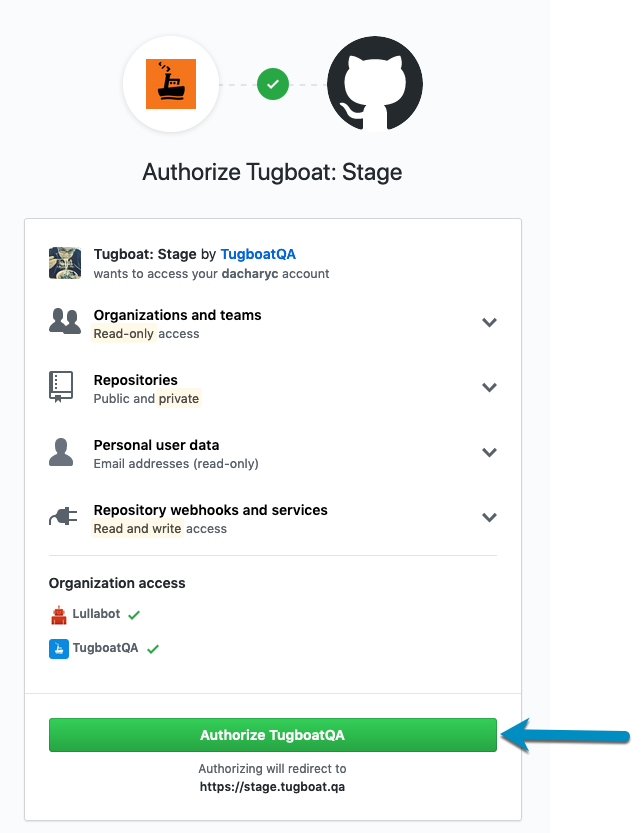 Authorize Tugboat: Stage
Tugboat: Stage by TugboatQA
wants to access your dacharyc account
Organizations and teams
Read-only access
Repositories
Public and private
Personal user data
Email addresses (read-only)
Repository webhooks and services
Read and write access
Organization access
Lullabot
TugboatQA
Authorize TugboatQA
Authorizing will redirect to
https://stage.tugboat.qa